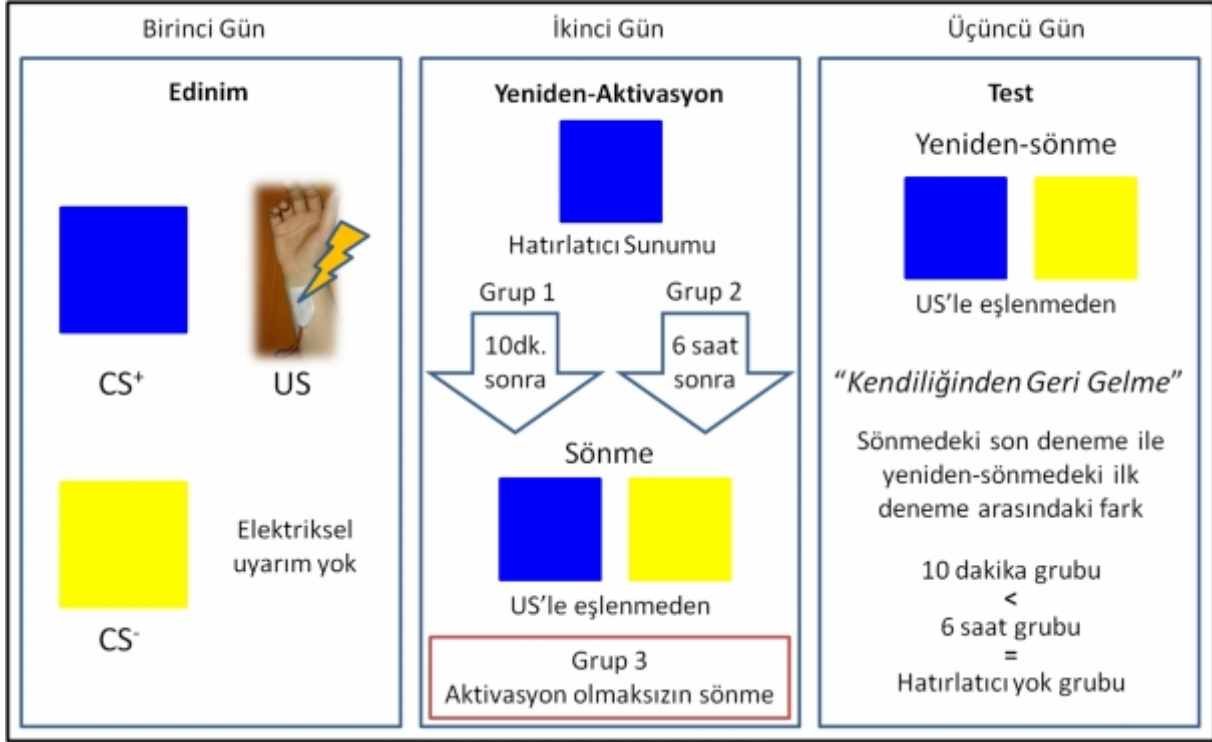 Birinci Gün
Edinim
CS⁺
US
Elektriksel
uyarım yok
CS⁻
İkinci Gün
Yeniden-Aktivasyon
Hatırlatıcı Sunumu
Grup 1
10dk.
sonra
Grup 2
6 saat
sonra
Sönme
US'le eşlenmeden
Grup 3
Aktivasyon olmaksızın sönme
Üçüncü Gün
Test
Yeniden-sönme
US'le eşlenmeden
"Kendiliğinden Geri Gelme"
Sönmedeki son deneme ile
yeniden-sönmedeki ilk
deneme arasındaki fark
10 dakika grubu
<
6 saat grubu
=
Hatırlatıcı yok grubu